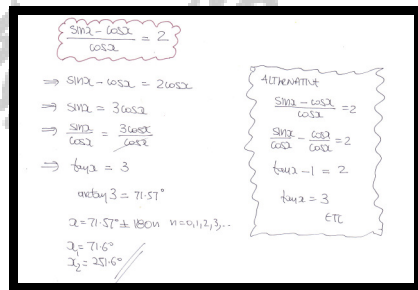 sinx - cosx / cosx = 2
⇒ sinx - cosx = 2cosx
⇒ sinx = 3cosx
⇒ sinx / cosx = 3cosx / cosx
⇒ tanx = 3
arctan 3 = 71.57°
x = 71.57° ± 180n n=0,1,2,3,...
x₁ = 71.6°
x₂ = 251.6°
ALTERNATIVE
sinx - cosx / cosx = 2
sinx / cosx - cosx / cosx = 2
tanx - 1 = 2
tanx = 3
ETC